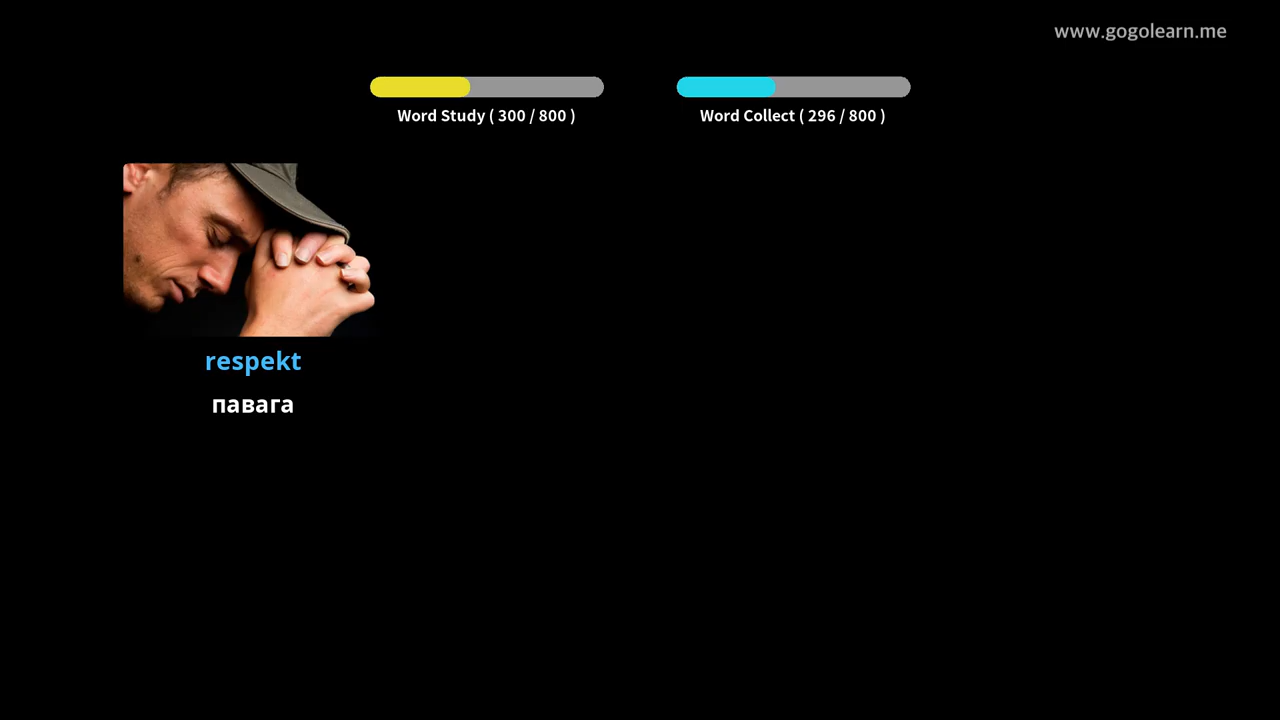 www.gogolearn.me
Word Study ( 300 / 800 )
Word Collect ( 296 / 800 )
respekt
павага